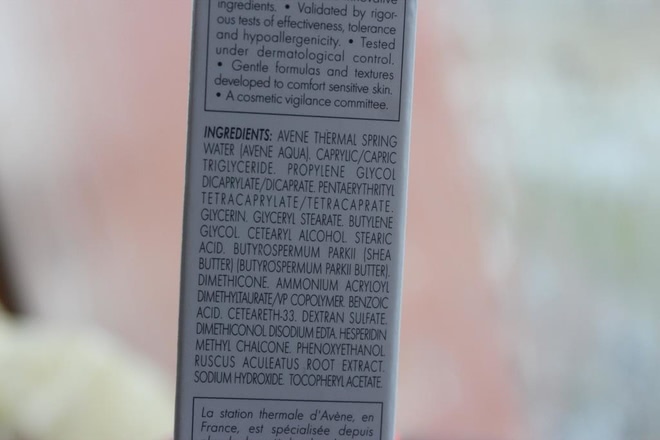 ingredients. • Validated by rigor-
ous tests of effectiveness, tolerance
and hypoallergenicity. • Tested
under dermatological control.
• Gentle formulas and textures
developed to comfort sensitive skin.
• A cosmetic vigilance committee.
INGREDIENTS: AVENE THERMAL SPRING
WATER (AVENE AQUA). CAPRYLIC/CAPRIC
TRIGLYCERIDE. PROPYLENE GLYCOL
DICAPRYLATE/DICAPRATE. PENTAERYTHRITYL
TETRACAPRYLATE/TETRACAPRATE.
GLYCERIN. GLYCERYL STEARATE. BUTYLENE
GLYCOL. CETEARYL ALCOHOL. STEARIC
ACID. BUTYROSPERMUM PARKII (SHEA
BUTTER) (BUTYROSPERMUM PARKII BUTTER).
DIMETHICONE. AMMONIUM ACRYLOYL
DIMETHYLTAURATE/VP COPOLYMER. BENZOIC
ACID. CETEARETH-33. DEXTRAN SULFATE.
DIMETHICONOL. DISODIUM EDTA. HESPERIDIN
METHYL CHALCONE. PHENOXYETHANOL.
RUSCUS ACULEATUS ROOT EXTRACT.
SODIUM HYDROXIDE. TOCOPHERYL ACETATE.
La station thermale d'Avène, en
France, est spécialisée depuis